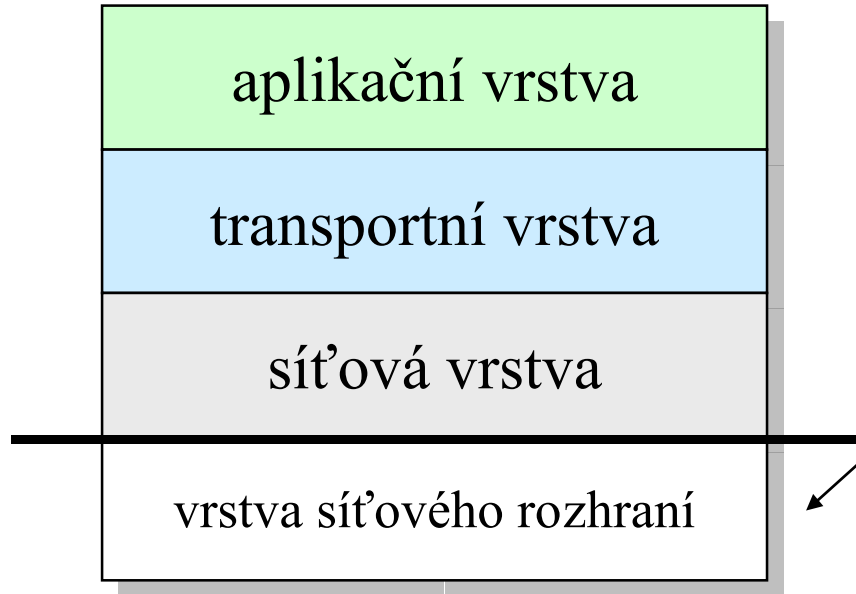 aplikační vrstva
transportní vrstva
síťová vrstva
vrstva síťového rozhraní